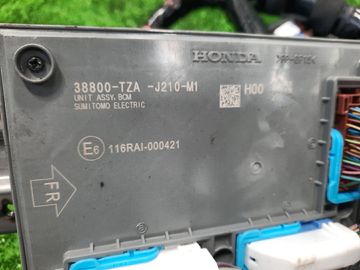 HONDA
38800-TZA -J210-M1
UNIT ASSY.BCM
SUMITOMO ELECTRIC
H00
E6 116RAI-000421
FR